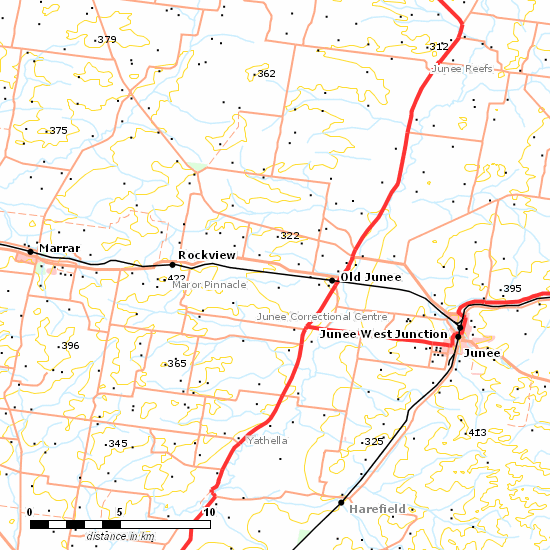 379
312
Junee Reefs
362
375
322
Marrar
Rockview
422
Maror Pinnacle
Old Junee
395
Junee Correctional Centre
Junee West Junction
396
Junee
365
413
345
Yathella
325
0 5 10
Harefield
distance in km